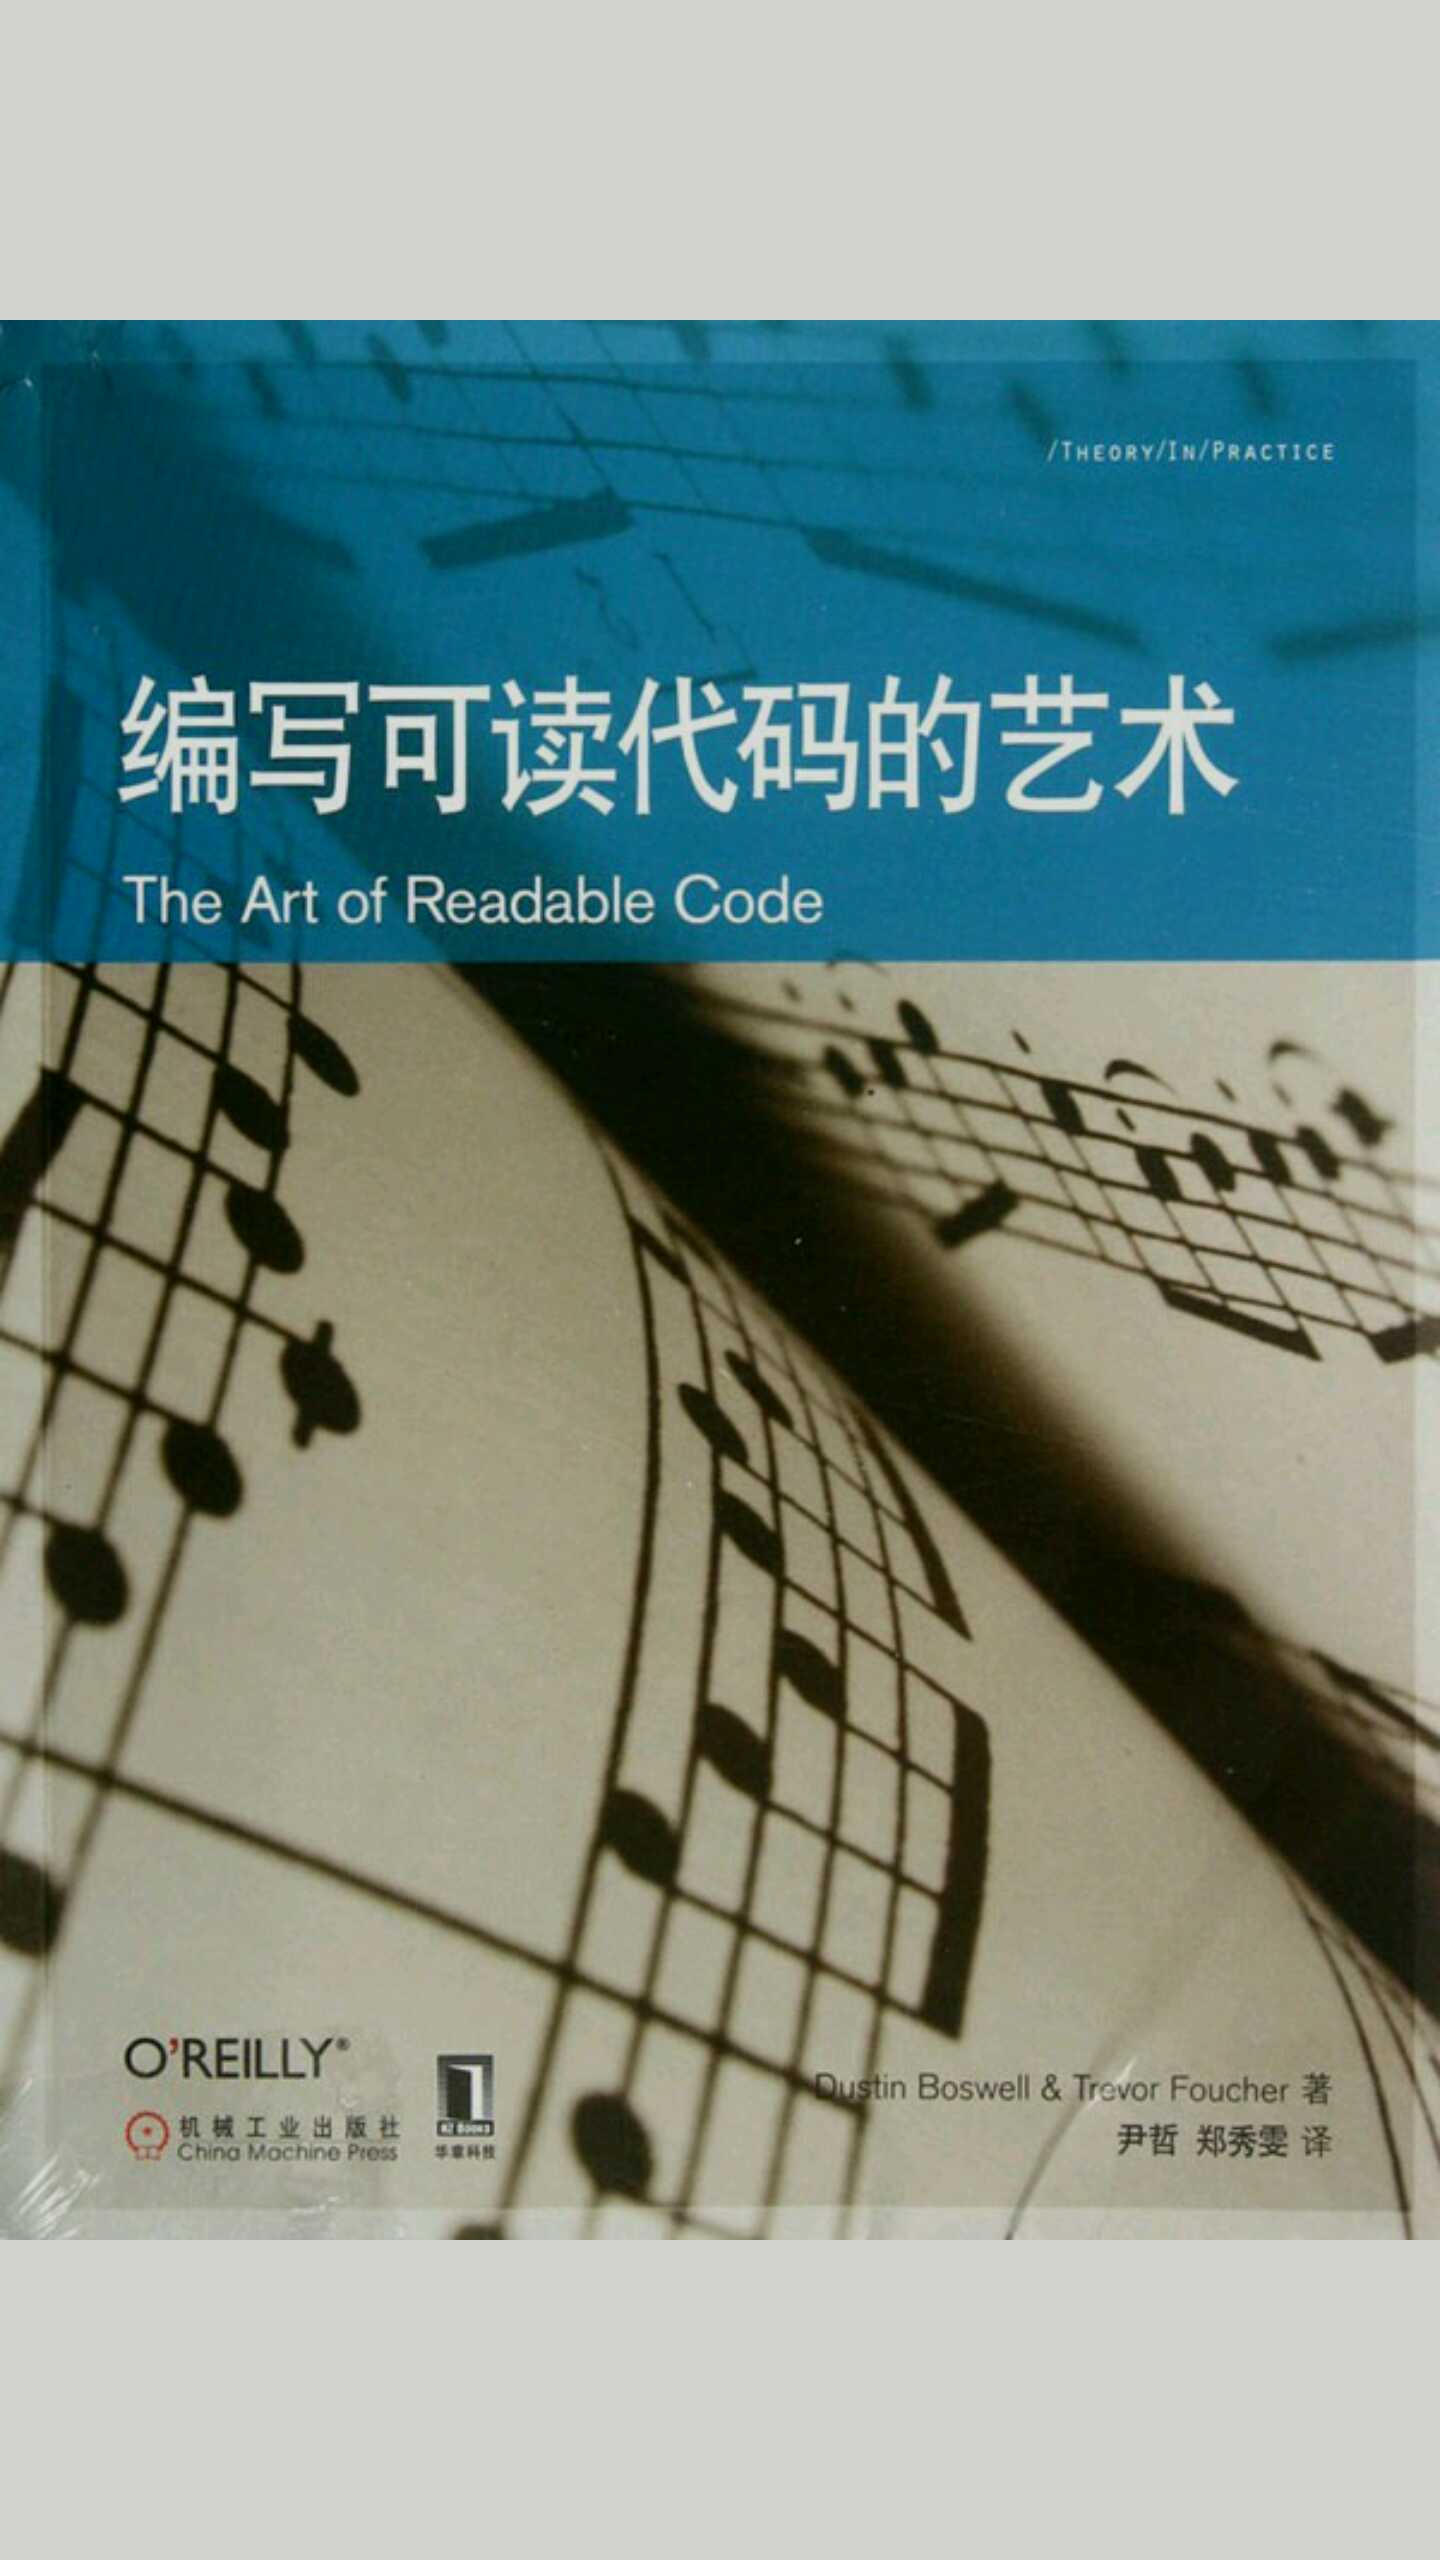 /THEORY/IN/PRACTICE
编写可读代码的艺术
The Art of Readable Code
O'REILLY®
机械工业出版社
China Machine Press
HZ BOOKS
华章科技
Dustin Boswell & Trevor Foucher 著
尹哲 郑秀雯 译